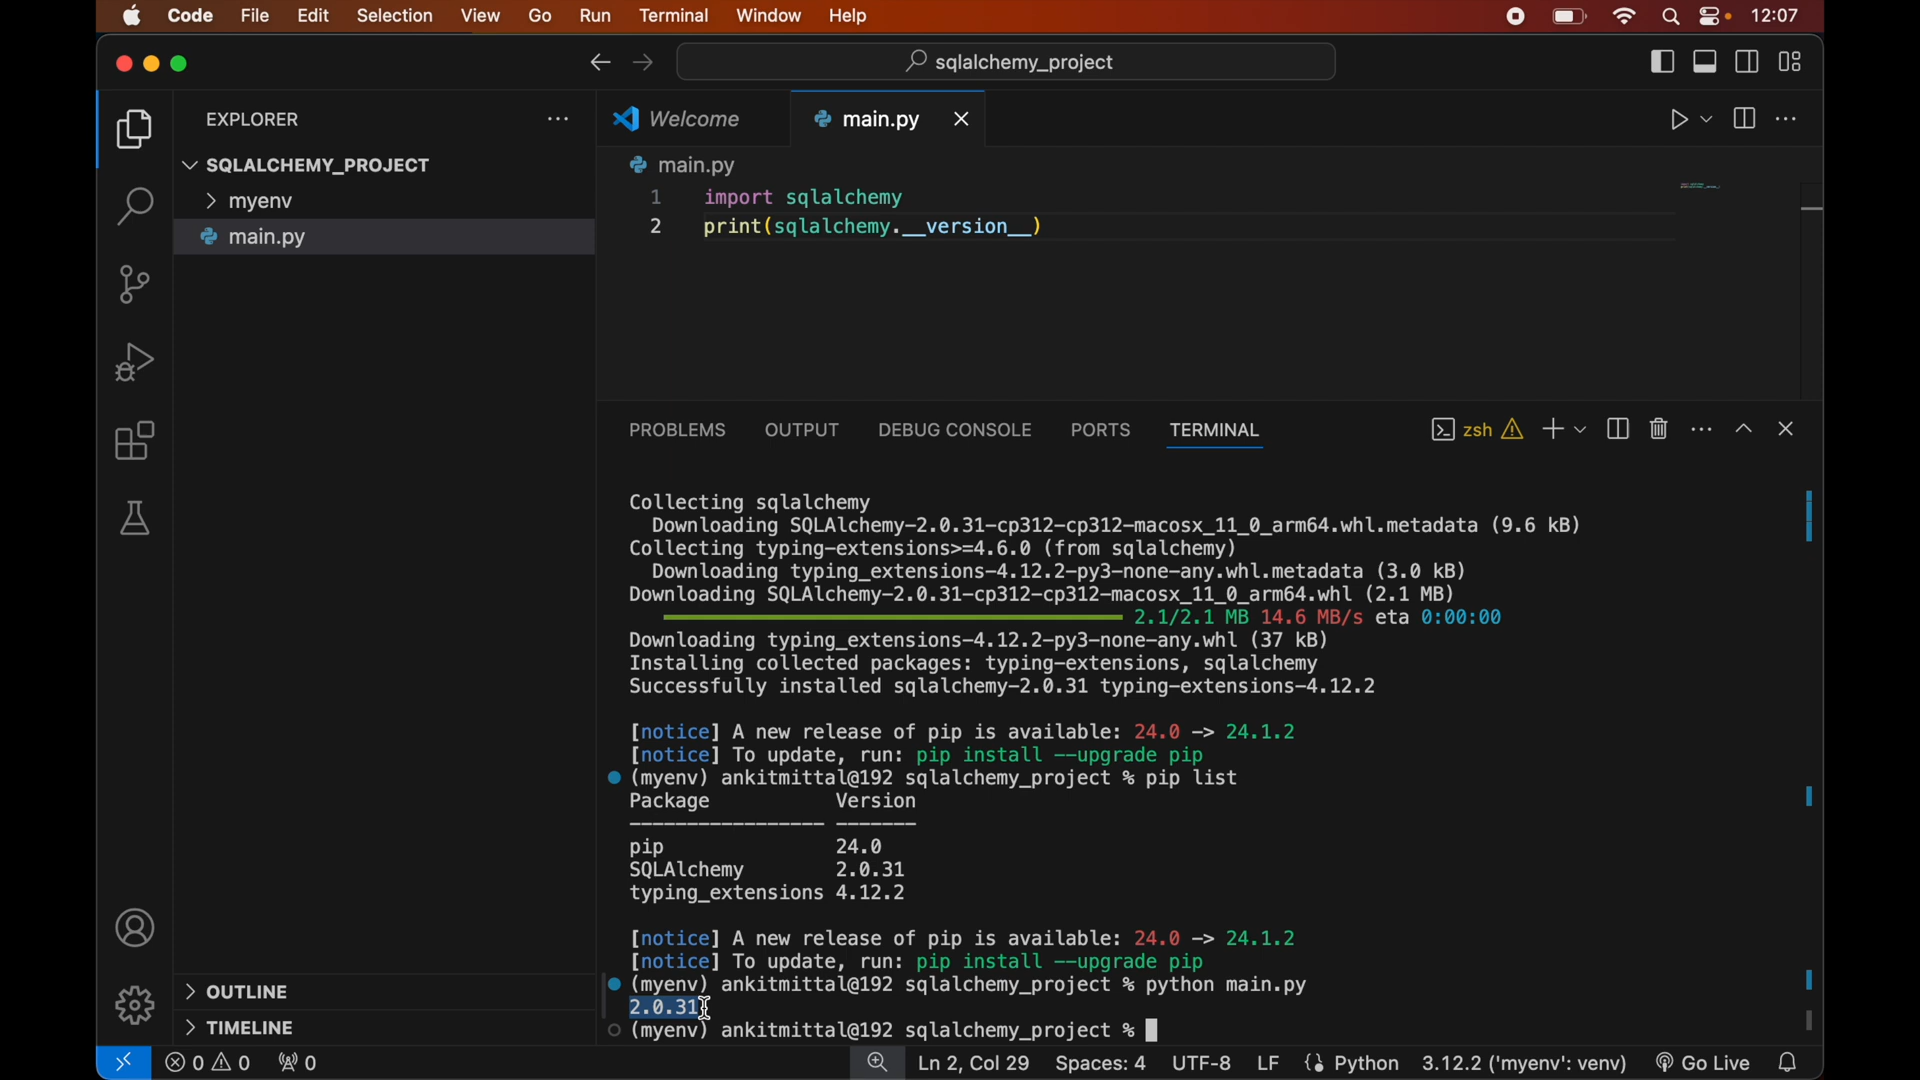 Code File Edit Selection View Go Run Terminal Window Help 12:07
sqlalchemy_project
EXPLORER
SQLALCHEMY_PROJECT
myenv
main.py
OUTLINE
TIMELINE
Welcome main.py
main.py
1 import sqlalchemy
2 print(sqlalchemy.__version__)
PROBLEMS OUTPUT DEBUG CONSOLE PORTS TERMINAL zsh
Collecting sqlalchemy
Downloading SQLAlchemy-2.0.31-cp312-cp312-macosx_11_0_arm64.whl.metadata (9.6 kB)
Collecting typing-extensions>=4.6.0 (from sqlalchemy)
Downloading typing_extensions-4.12.2-py3-none-any.whl.metadata (3.0 kB)
Downloading SQLAlchemy-2.0.31-cp312-cp312-macosx_11_0_arm64.whl (2.1 MB)
2.1/2.1 MB 14.6 MB/s eta 0:00:00
Downloading typing_extensions-4.12.2-py3-none-any.whl (37 kB)
Installing collected packages: typing-extensions, sqlalchemy
Successfully installed sqlalchemy-2.0.31 typing-extensions-4.12.2
[notice] A new release of pip is available: 24.0 -> 24.1.2
[notice] To update, run: pip install --upgrade pip
(myenv) ankitmittal@192 sqlalchemy_project % pip list
Package Version
----------------- -------
pip 24.0
SQLAlchemy 2.0.31
typing_extensions 4.12.2
[notice] A new release of pip is available: 24.0 -> 24.1.2
[notice] To update, run: pip install --upgrade pip
(myenv) ankitmittal@192 sqlalchemy_project % python main.py
2.0.31
(myenv) ankitmittal@192 sqlalchemy_project %
0 0 0 Ln 2, Col 29 Spaces: 4 UTF-8 LF Python 3.12.2 ('myenv': venv) Go Live